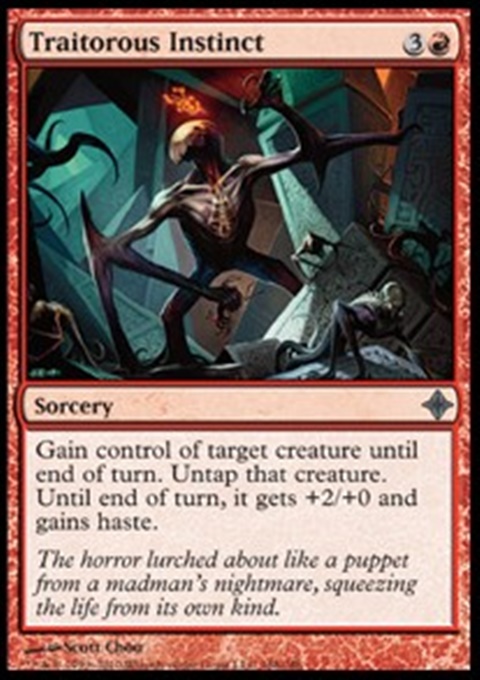 Traitorous Instinct 3
Sorcery
Gain control of target creature until
end of turn. Untap that creature.
Until end of turn, it gets +2/+0 and
gains haste.
The horror lurched about like a puppet
from a madman's nightmare, squeezing
the life from its own kind.
Scott Chou